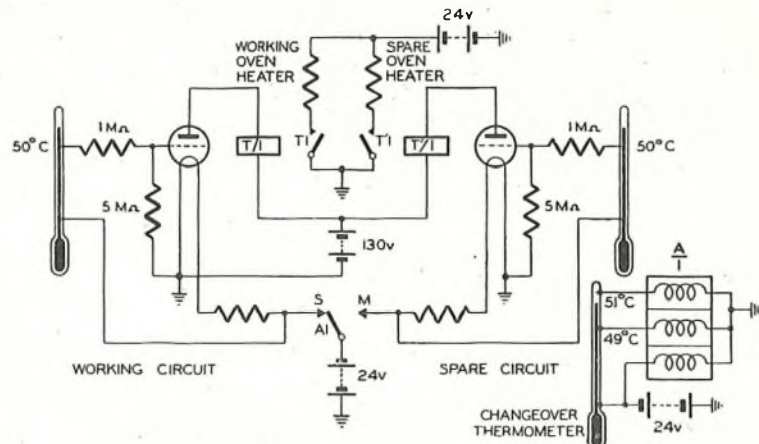 24v
WORKING
OVEN
HEATER
SPARE
OVEN
HEATER
1MΩ
1MΩ
50°C
T/1
T1
T'1
T'/1
50°C
5MΩ
5MΩ
130v
A
1
S
M
51°C
A1
49°C
WORKING CIRCUIT
24v
SPARE CIRCUIT
CHANGEOVER
THERMOMETER
24v